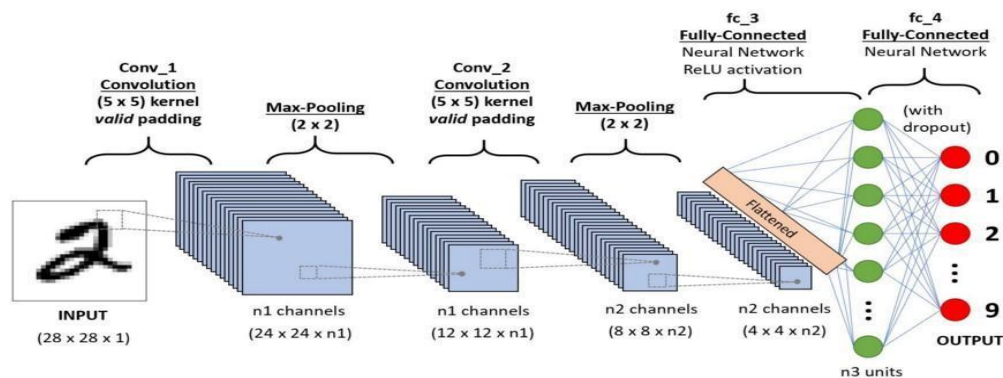 fc_3
Fully-Connected
Neural Network
ReLU activation
fc_4
Fully-Connected
Neural Network
Conv_1
Convolution
(5 x 5) kernel
valid padding
Max-Pooling
(2 x 2)
Conv_2
Convolution
(5 x 5) kernel
valid padding
Max-Pooling
(2 x 2)
(with
dropout)
Flattened
0
1
2
9
2
INPUT
(28 x 28 x 1)
n1 channels
(24 x 24 x n1)
n1 channels
(12 x 12 x n1)
n2 channels
(8 x 8 x n2)
n2 channels
(4 x 4 x n2)
OUTPUT
n3 units